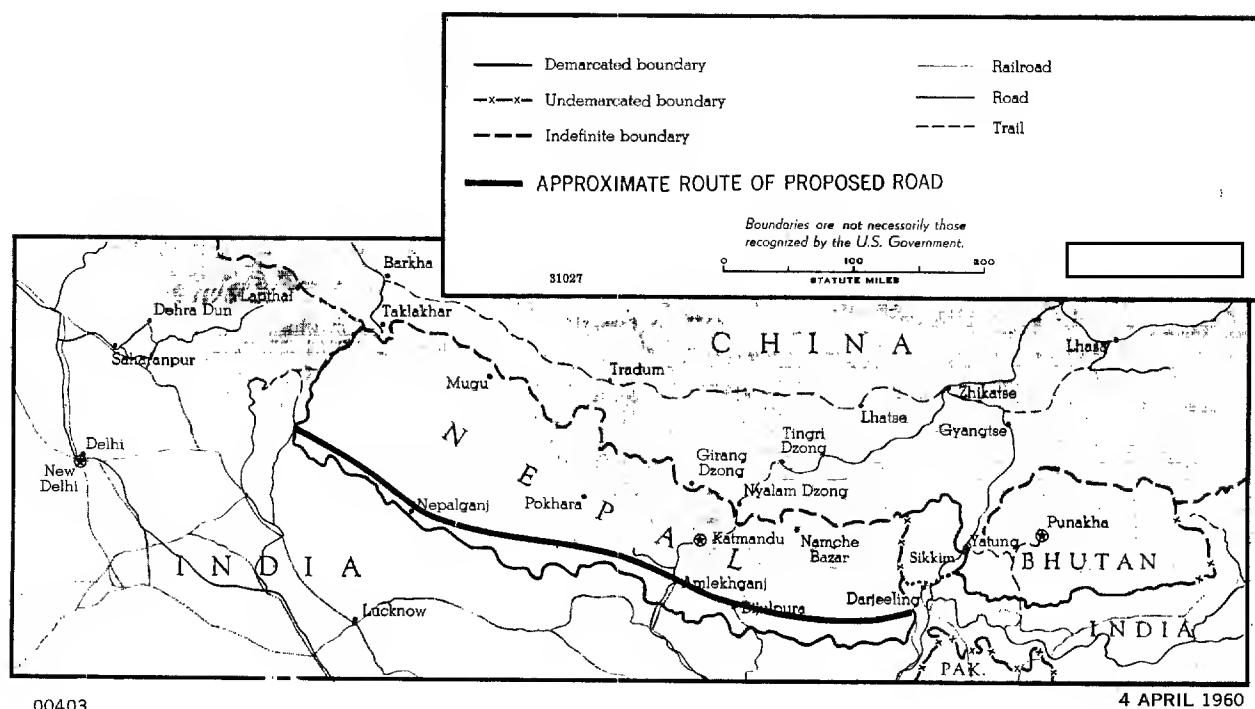 Demarcated boundary
Undemarcated boundary
Indefinite boundary
Railroad
Road
Trail
APPROXIMATE ROUTE OF PROPOSED ROAD
Boundaries are not necessarily those
recognized by the U.S. Government.
31027
0 100 200
STATUTE MILES
Barkha
Lapthal
Dehra Dun
Taklakhar
Saharanpur
CHINA
Lhasa
Mugu
Tradum
Zhikatse
Lhatse
Gyangtse
Delhi
New
Delhi
Tingri
Dzong
Girang
Dzong
NEPAL
Nyalam Dzong
Nepalganj
Pokhara
Katmandu
Namche
Bazar
Punakha
Yatung
Sikkim
BHUTAN
INDIA
Amlekhganj
Bijulpura
Darjeeling
Lucknow
INDIA
PAK.
00403
4 APRIL 1960